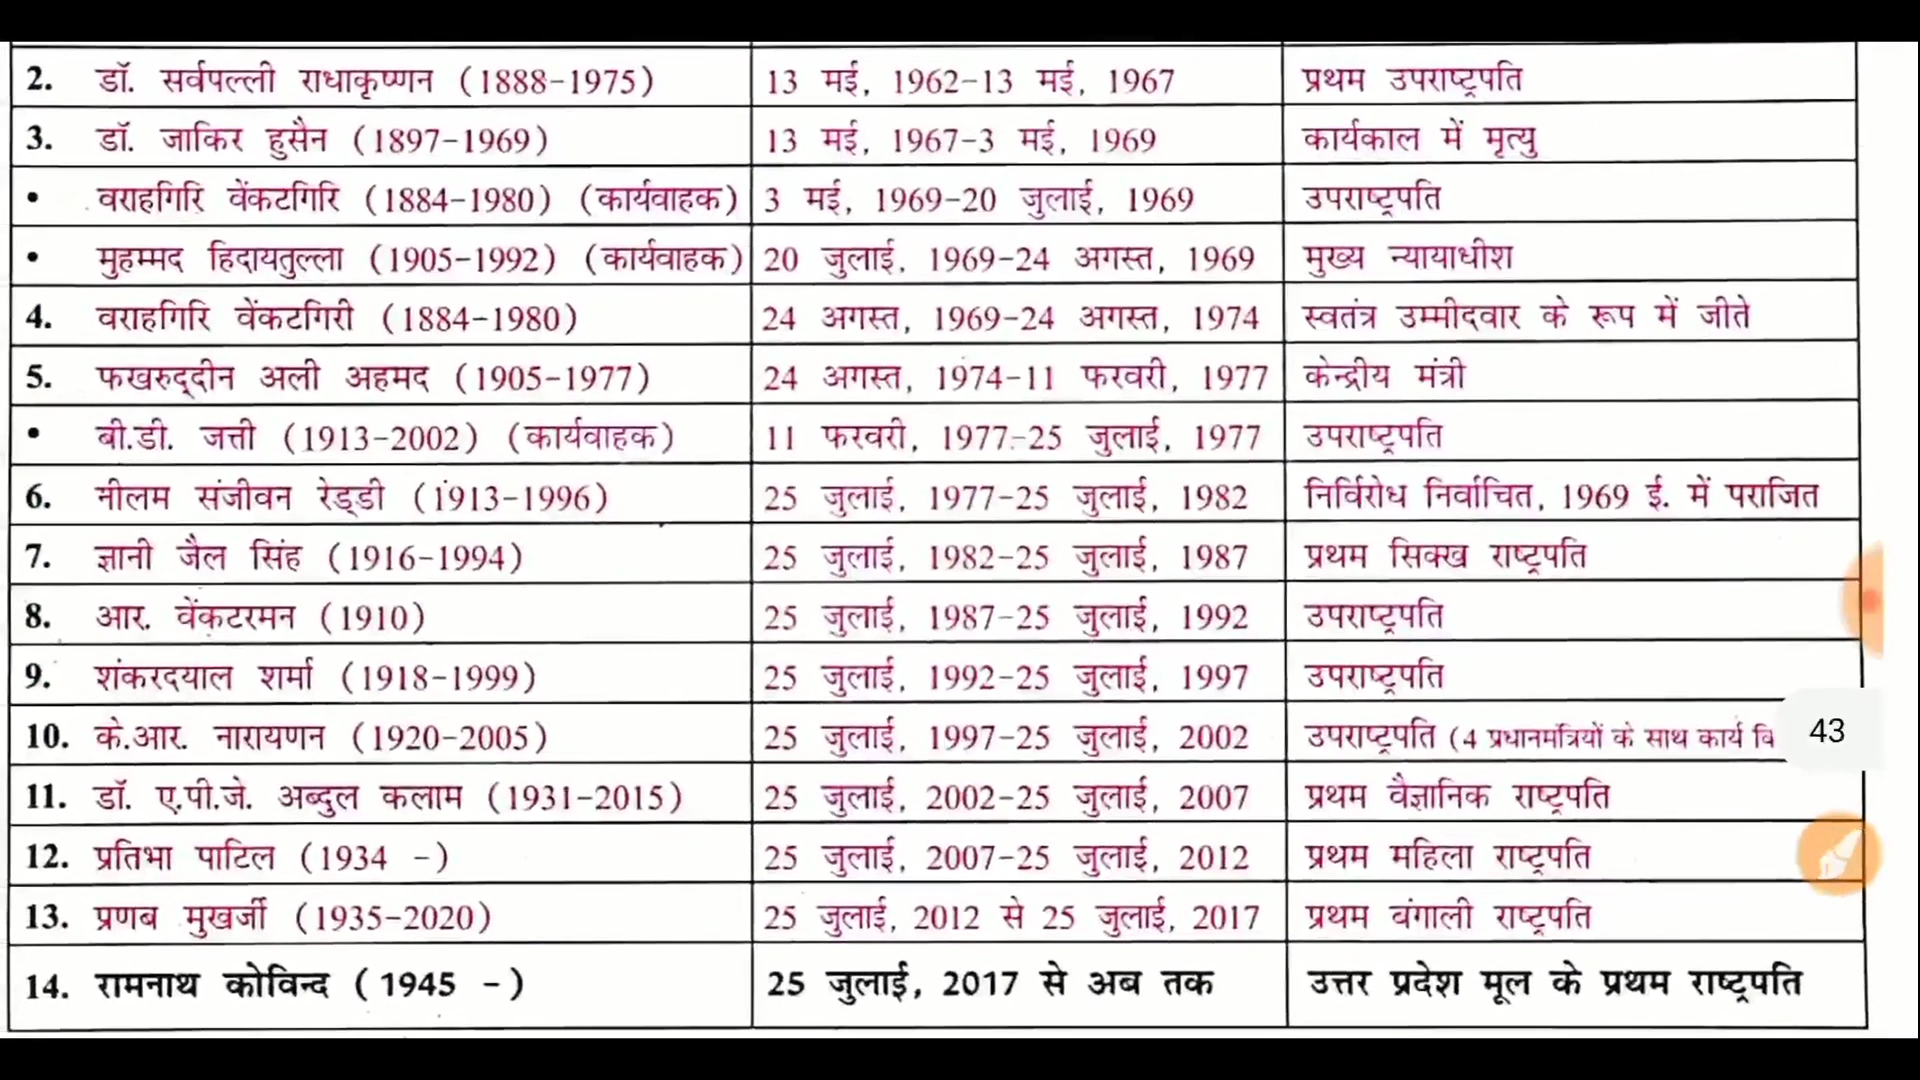 2. डॉ. सर्वपल्ली राधाकृष्णन (1888-1975) 13 मई, 1962-13 मई, 1967 प्रथम उपराष्ट्रपति
3. डॉ. जाकिर हुसैन (1897-1969) 13 मई, 1967-3 मई, 1969 कार्यकाल में मृत्यु
• वराहगिरि वेंकटगिरि (1884-1980) (कार्यवाहक) 3 मई, 1969-20 जुलाई, 1969 उपराष्ट्रपति
• मुहम्मद हिदायतुल्ला (1905-1992) (कार्यवाहक) 20 जुलाई, 1969-24 अगस्त, 1969 मुख्य न्यायाधीश
4. वराहगिरि वेंकटगिरी (1884-1980) 24 अगस्त, 1969-24 अगस्त, 1974 स्वतंत्र उम्मीदवार के रूप में जीते
5. फखरुद्दीन अली अहमद (1905-1977) 24 अगस्त, 1974-11 फरवरी, 1977 केन्द्रीय मंत्री
• बी.डी. जत्ती (1913-2002) (कार्यवाहक) 11 फरवरी, 1977-25 जुलाई, 1977 उपराष्ट्रपति
6. नीलम संजीवन रेड्डी (1913-1996) 25 जुलाई, 1977-25 जुलाई, 1982 निर्विरोध निर्वाचित, 1969 ई. में पराजित
7. ज्ञानी जैल सिंह (1916-1994) 25 जुलाई, 1982-25 जुलाई, 1987 प्रथम सिक्ख राष्ट्रपति
8. आर. वेंकटरमन (1910) 25 जुलाई, 1987-25 जुलाई, 1992 उपराष्ट्रपति
9. शंकरदयाल शर्मा (1918-1999) 25 जुलाई, 1992-25 जुलाई, 1997 उपराष्ट्रपति
10. के.आर. नारायणन (1920-2005) 25 जुलाई, 1997-25 जुलाई, 2002 उपराष्ट्रपति (4 प्रधानमंत्रियों के साथ कार्य वि
43
11. डॉ. ए.पी.जे. अब्दुल कलाम (1931-2015) 25 जुलाई, 2002-25 जुलाई, 2007 प्रथम वैज्ञानिक राष्ट्रपति
12. प्रतिभा पाटिल (1934 -) 25 जुलाई, 2007-25 जुलाई, 2012 प्रथम महिला राष्ट्रपति
13. प्रणब मुखर्जी (1935-2020) 25 जुलाई, 2012 से 25 जुलाई, 2017 प्रथम बंगाली राष्ट्रपति
14. रामनाथ कोविन्द (1945 -) 25 जुलाई, 2017 से अब तक उत्तर प्रदेश मूल के प्रथम राष्ट्रपति